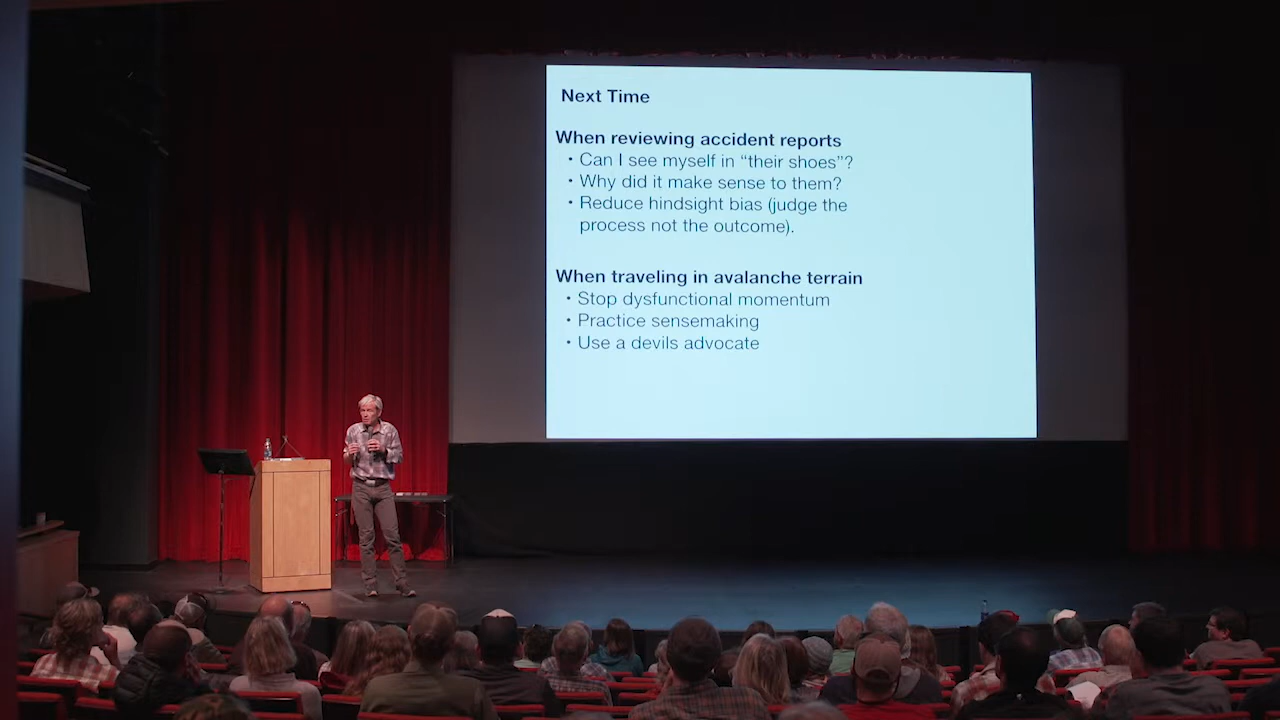 Next Time
When reviewing accident reports
• Can I see myself in “their shoes”?
• Why did it make sense to them?
• Reduce hindsight bias (judge the
process not the outcome).
When traveling in avalanche terrain
• Stop dysfunctional momentum
• Practice sensemaking
• Use a devils advocate